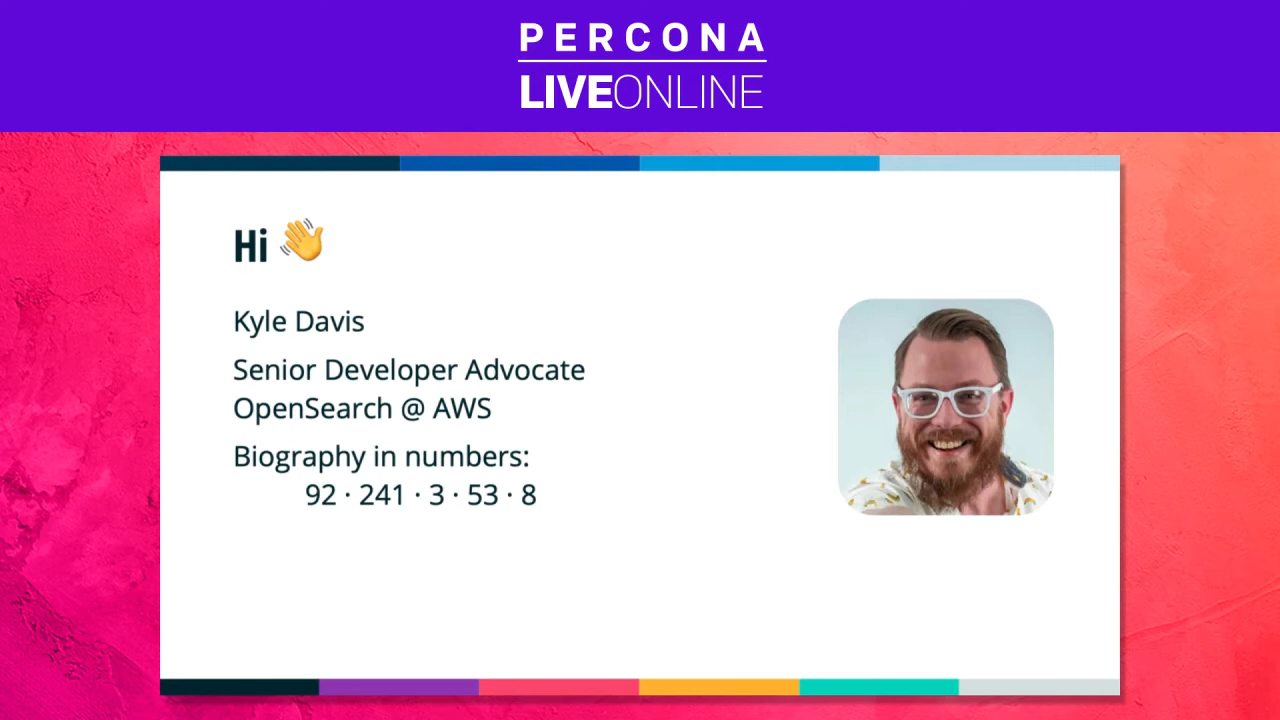 PERCONA
LIVEONLINE
Hi 👋
Kyle Davis
Senior Developer Advocate
OpenSearch @ AWS
Biography in numbers:
92 · 241 · 3 · 53 · 8